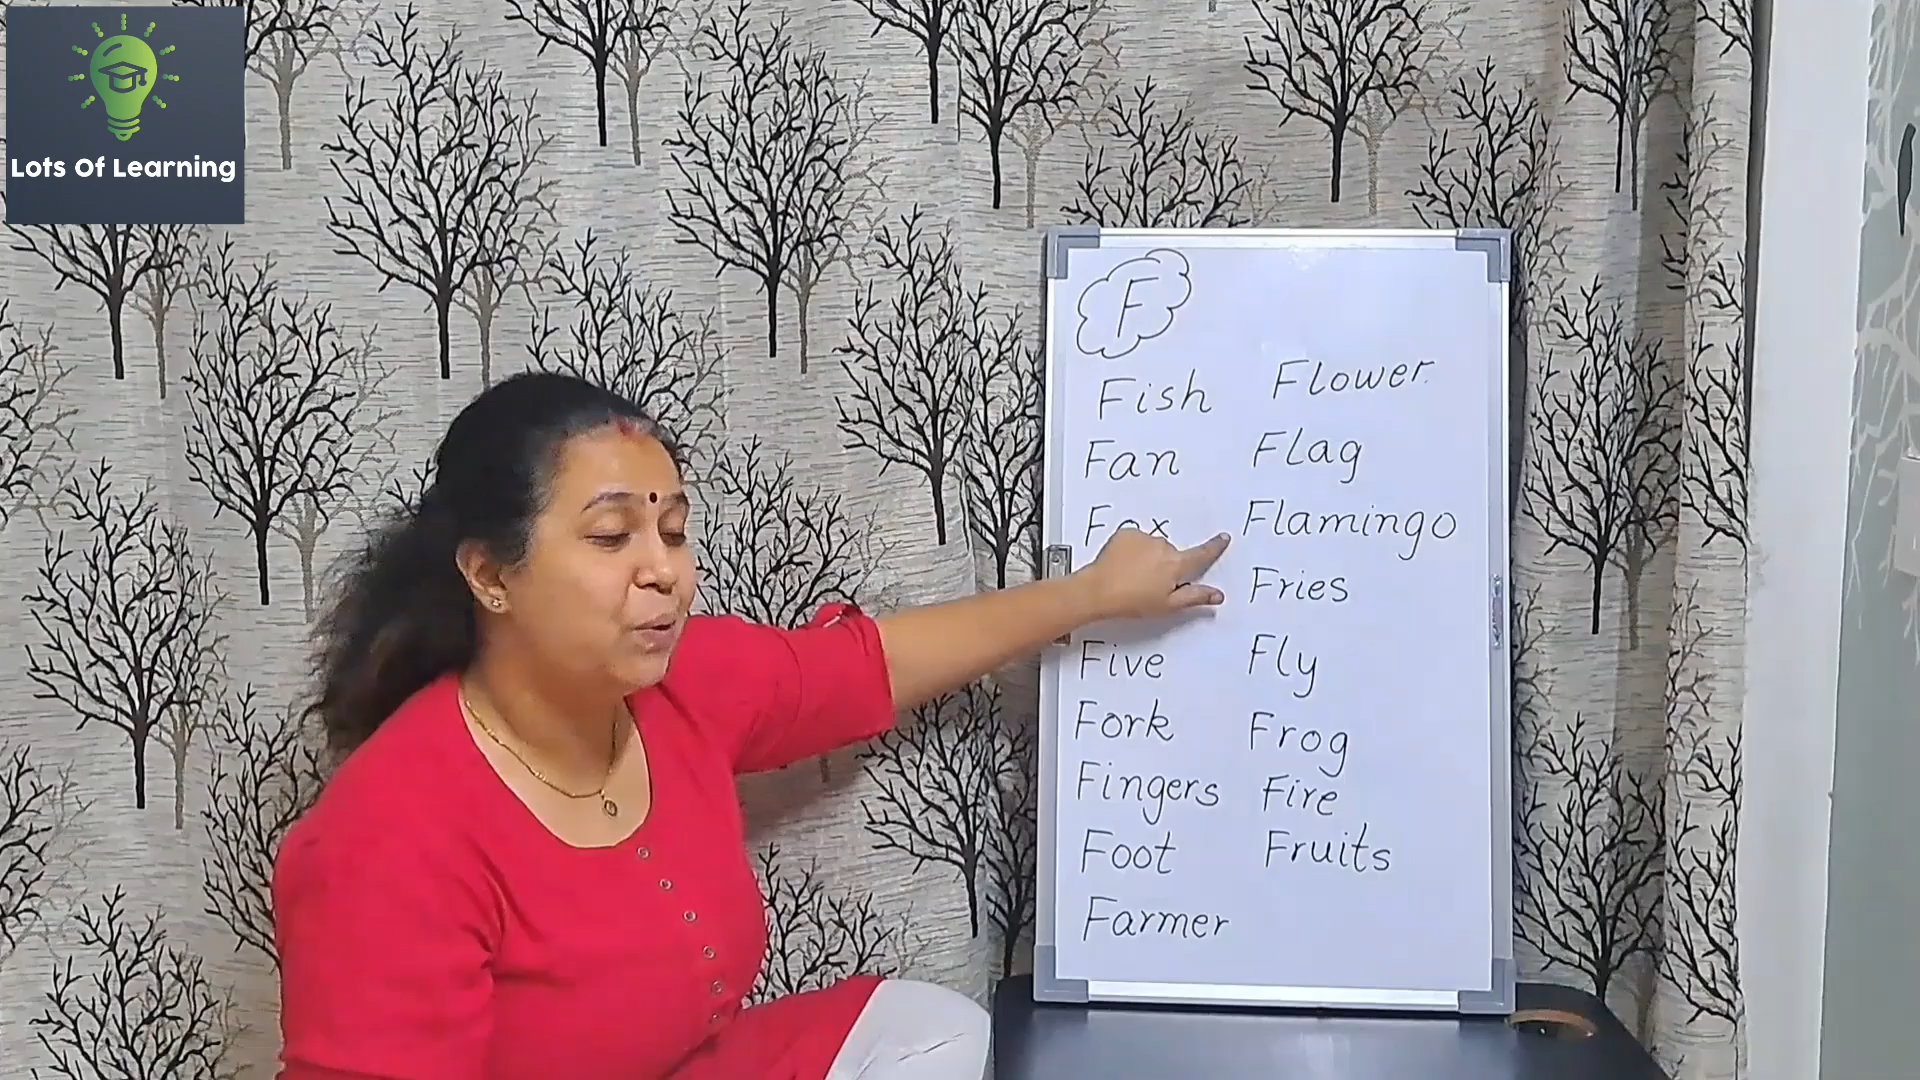 Lots Of Learning
F
Fish
Fan
Fox
Five
Fork
Fingers
Foot
Farmer
Flower
Flag
Flamingo
Fries
Fly
Frog
Fire
Fruits